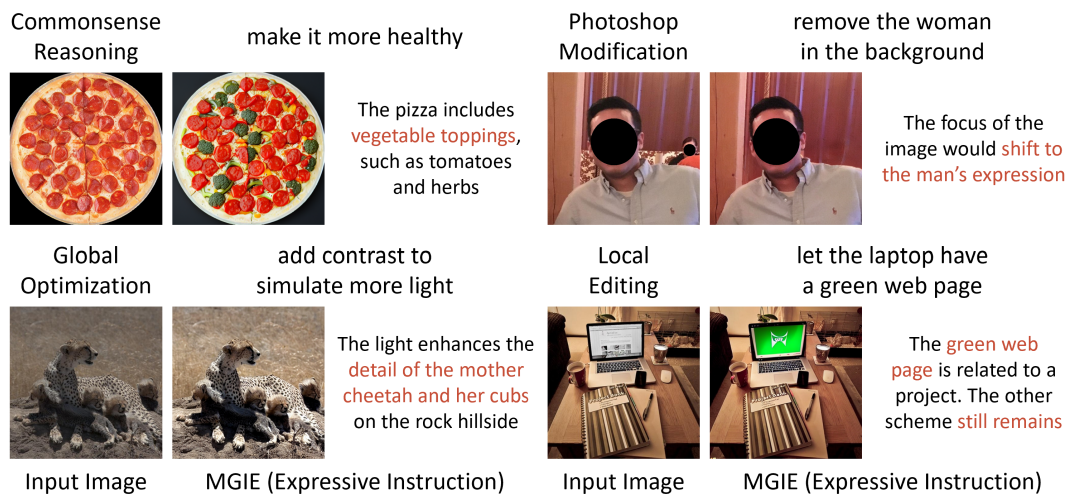 Commonsense
Reasoning
make it more healthy
The pizza includes
vegetable toppings,
such as tomatoes
and herbs
Photoshop
Modification
remove the woman
in the background
The focus of the
image would shift to
the man's expression
Global
Optimization
add contrast to
simulate more light
The light enhances the
detail of the mother
cheetah and her cubs
on the rock hillside
Local
Editing
let the laptop have
a green web page
The green web
page is related to a
project. The other
scheme still remains
Input Image
MGIE (Expressive Instruction)
Input Image
MGIE (Expressive Instruction)